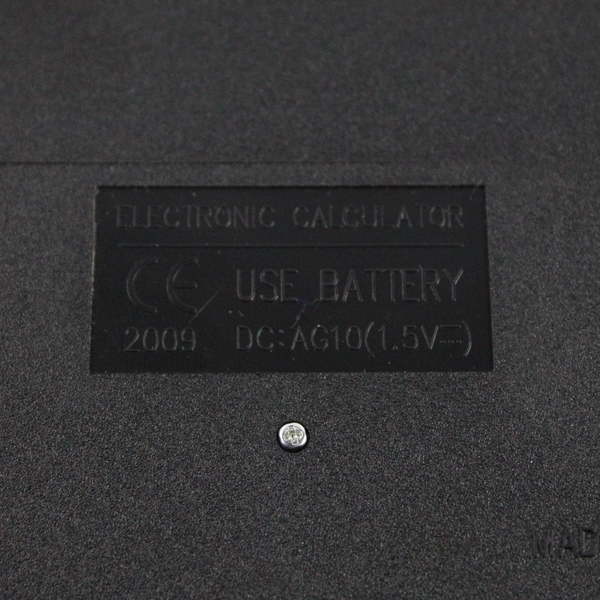 ELECTRONIC CALCULATOR
CE USE BATTERY
2009 DC:AG10(1.5V⎓)